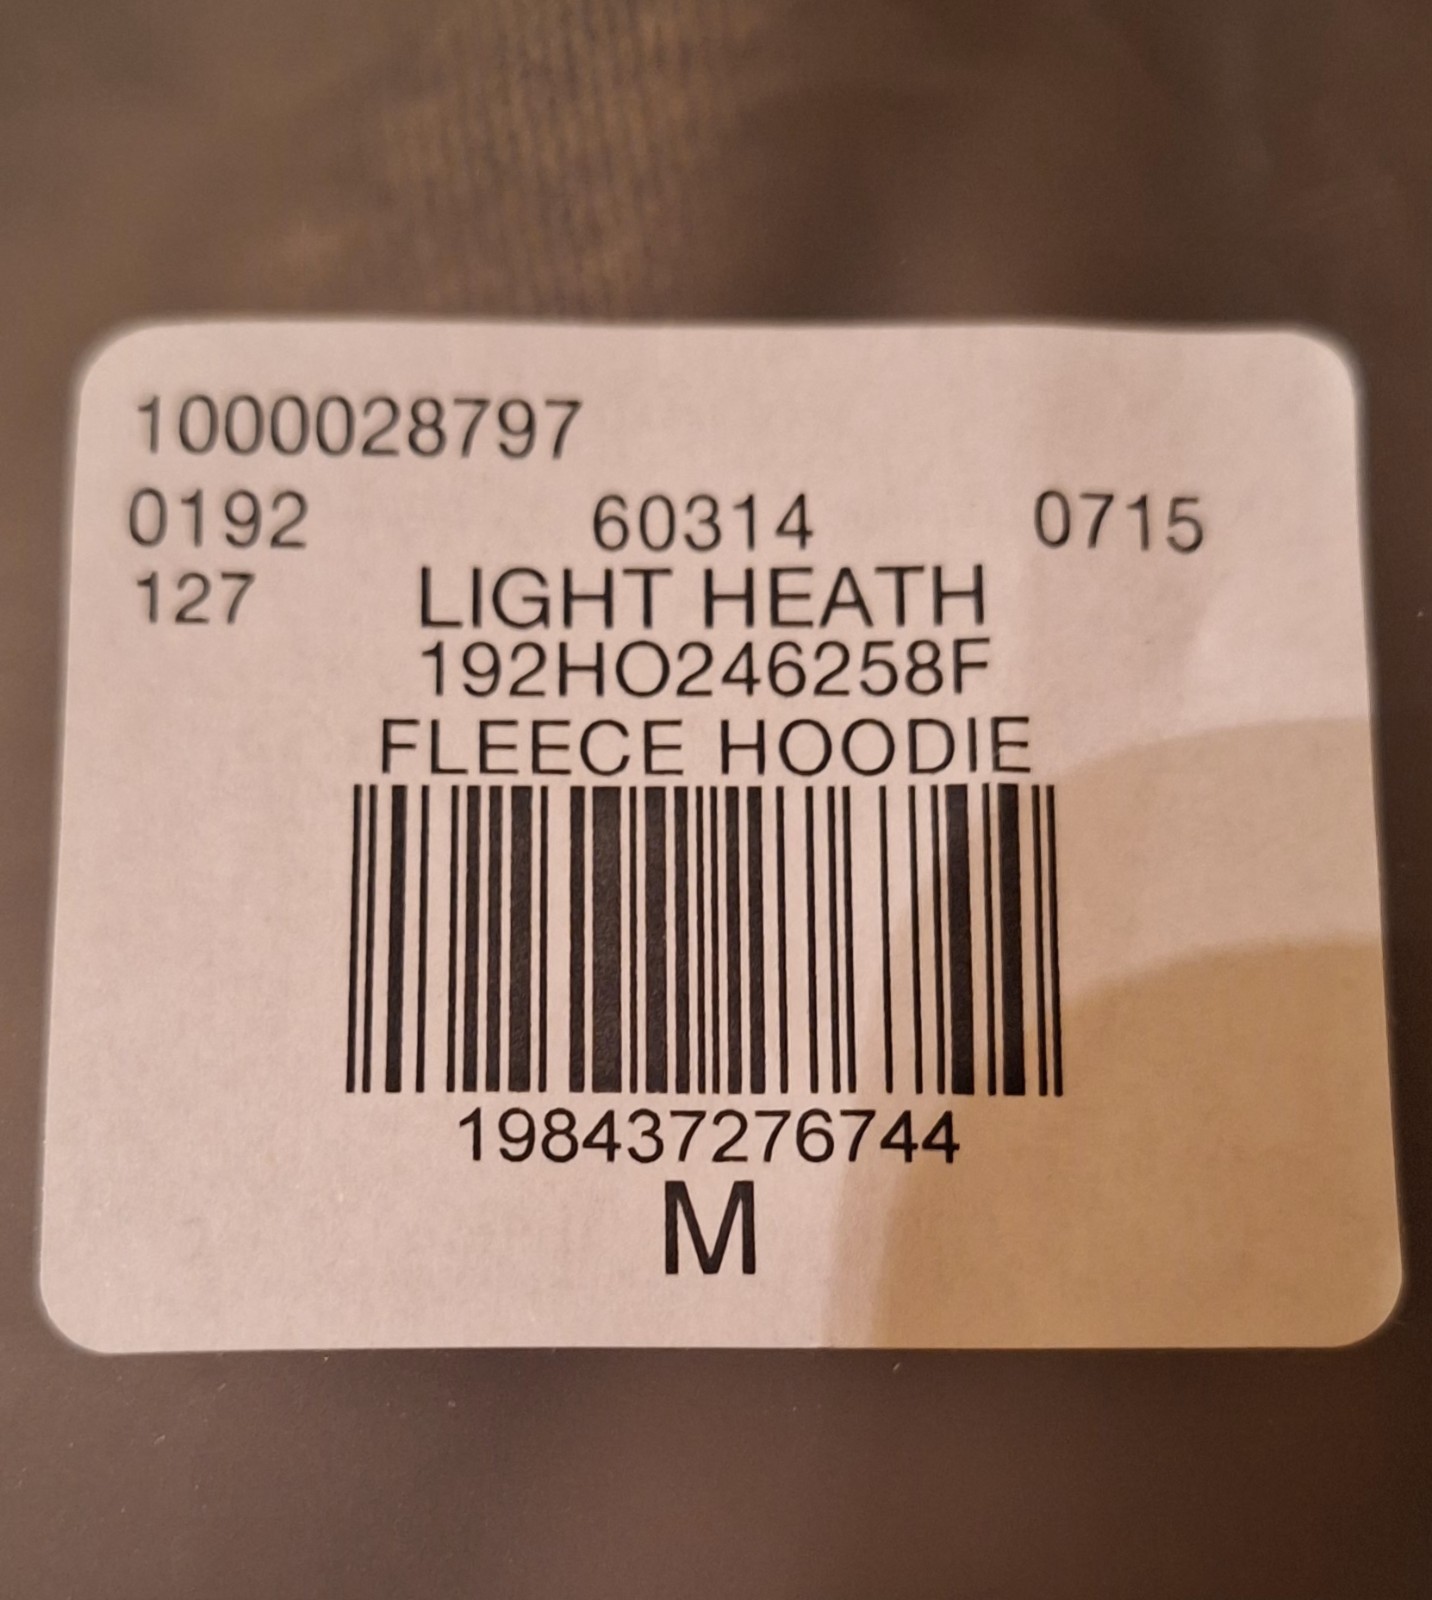 1000028797
0192 60314 0715
127 LIGHT HEATH
192HO246258F
FLEECE HOODIE
198437276744
M